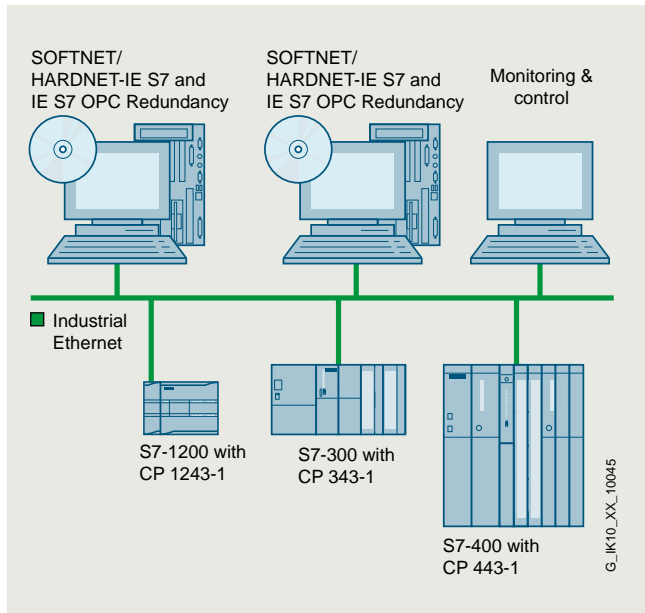 SOFTNET/
HARDNET-IE S7 and
IE S7 OPC Redundancy
SOFTNET/
HARDNET-IE S7 and
IE S7 OPC Redundancy
Monitoring &
control
Industrial
Ethernet
S7-1200 with
CP 1243-1
S7-300 with
CP 343-1
S7-400 with
CP 443-1
G_IK10_XX_10045